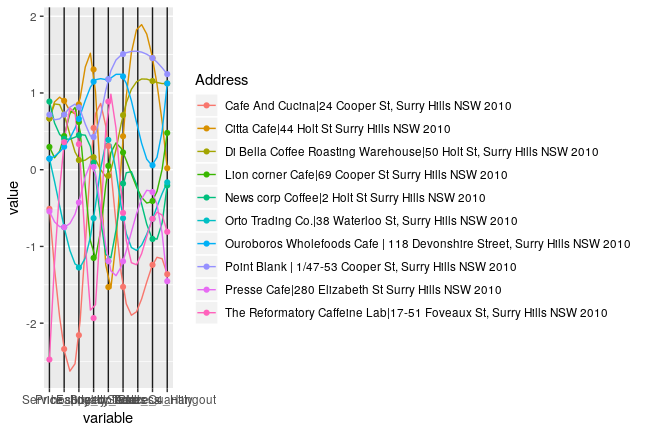 2
1
0
-1
-2
value
variable
Address
Cafe And Cucina|24 Cooper St, Surry Hills NSW 2010
Citta Cafe|44 Holt St Surry Hills NSW 2010
Di Bella Coffee Roasting Warehouse|50 Holt St, Surry Hills NSW 2010
Lion corner Cafe|69 Cooper St Surry Hills NSW 2010
News corp Coffee|2 Holt St Surry Hills NSW 2010
Orto Trading Co.|38 Waterloo St, Surry Hills NSW 2010
Ouroboros Wholefoods Cafe | 118 Devonshire Street, Surry Hills NSW 2010
Point Blank | 1/47-53 Cooper St, Surry Hills NSW 2010
Presse Cafe|280 Elizabeth St Surry Hills NSW 2010
The Reformatory Caffeine Lab|17-51 Foveaux St, Surry Hills NSW 2010